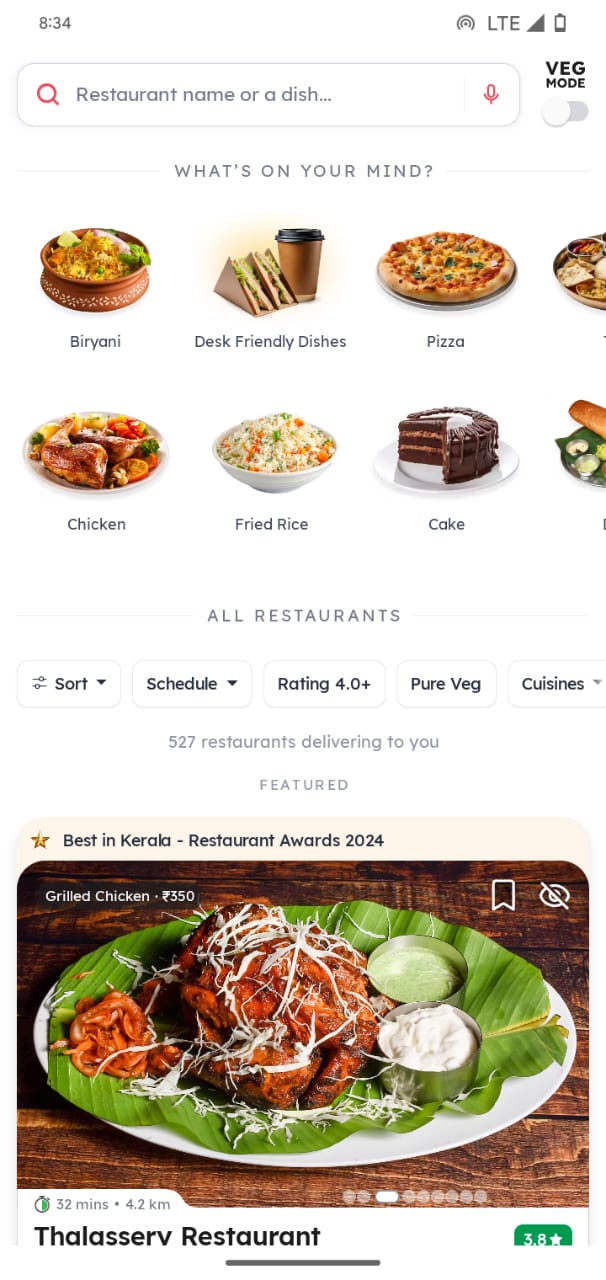 8:34
LTE
Restaurant name or a dish...
VEG
MODE
WHAT'S ON YOUR MIND?
Biryani
Desk Friendly Dishes
Pizza
Chicken
Fried Rice
Cake
ALL RESTAURANTS
Sort
Schedule
Rating 4.0+
Pure Veg
Cuisines
527 restaurants delivering to you
FEATURED
Best in Kerala - Restaurant Awards 2024
Grilled Chicken · ₹350
32 mins • 4.2 km
Thalassery Restaurant
3.8★